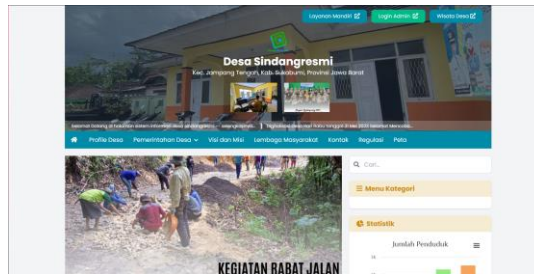 Layanan Mandiri
Login Admin
Wisata Desa
Desa Sindangresmi
Kec. Jampang Tengah, Kab. Sukabumi, Provinsi Jawa Barat
Profile Desa Pemerintahan Desa Visi dan Misi Lembaga Masyarakat Kontak Regulasi Peta
Cari...
Menu Kategori
Statistik
Jumlah Penduduk
KEGIATAN RABAT JALAN